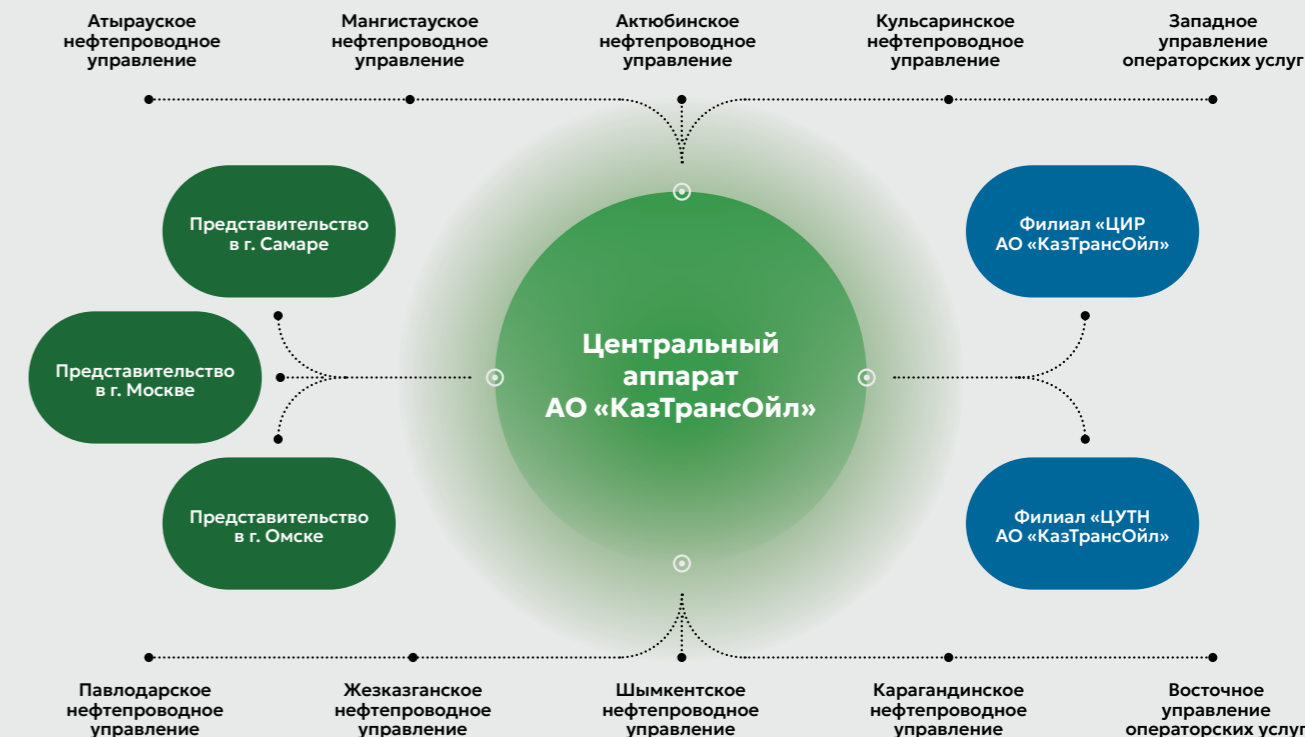 Атырауское
нефтепроводное
управление
Мангистауское
нефтепроводное
управление
Актюбинское
нефтепроводное
управление
Кульсаринское
нефтепроводное
управление
Западное
управление
операторских услуг
Представительство
в г. Самаре
Филиал «ЦИР
АО «КазТрансОйл»
Представительство
в г. Москве
Центральный
аппарат
АО «КазТрансОйл»
Представительство
в г. Омске
Филиал «ЦУТН
АО «КазТрансОйл»
Павлодарское
нефтепроводное
управление
Жезказганское
нефтепроводное
управление
Шымкентское
нефтепроводное
управление
Карагандинское
нефтепроводное
управление
Восточное
управление
операторских услуг